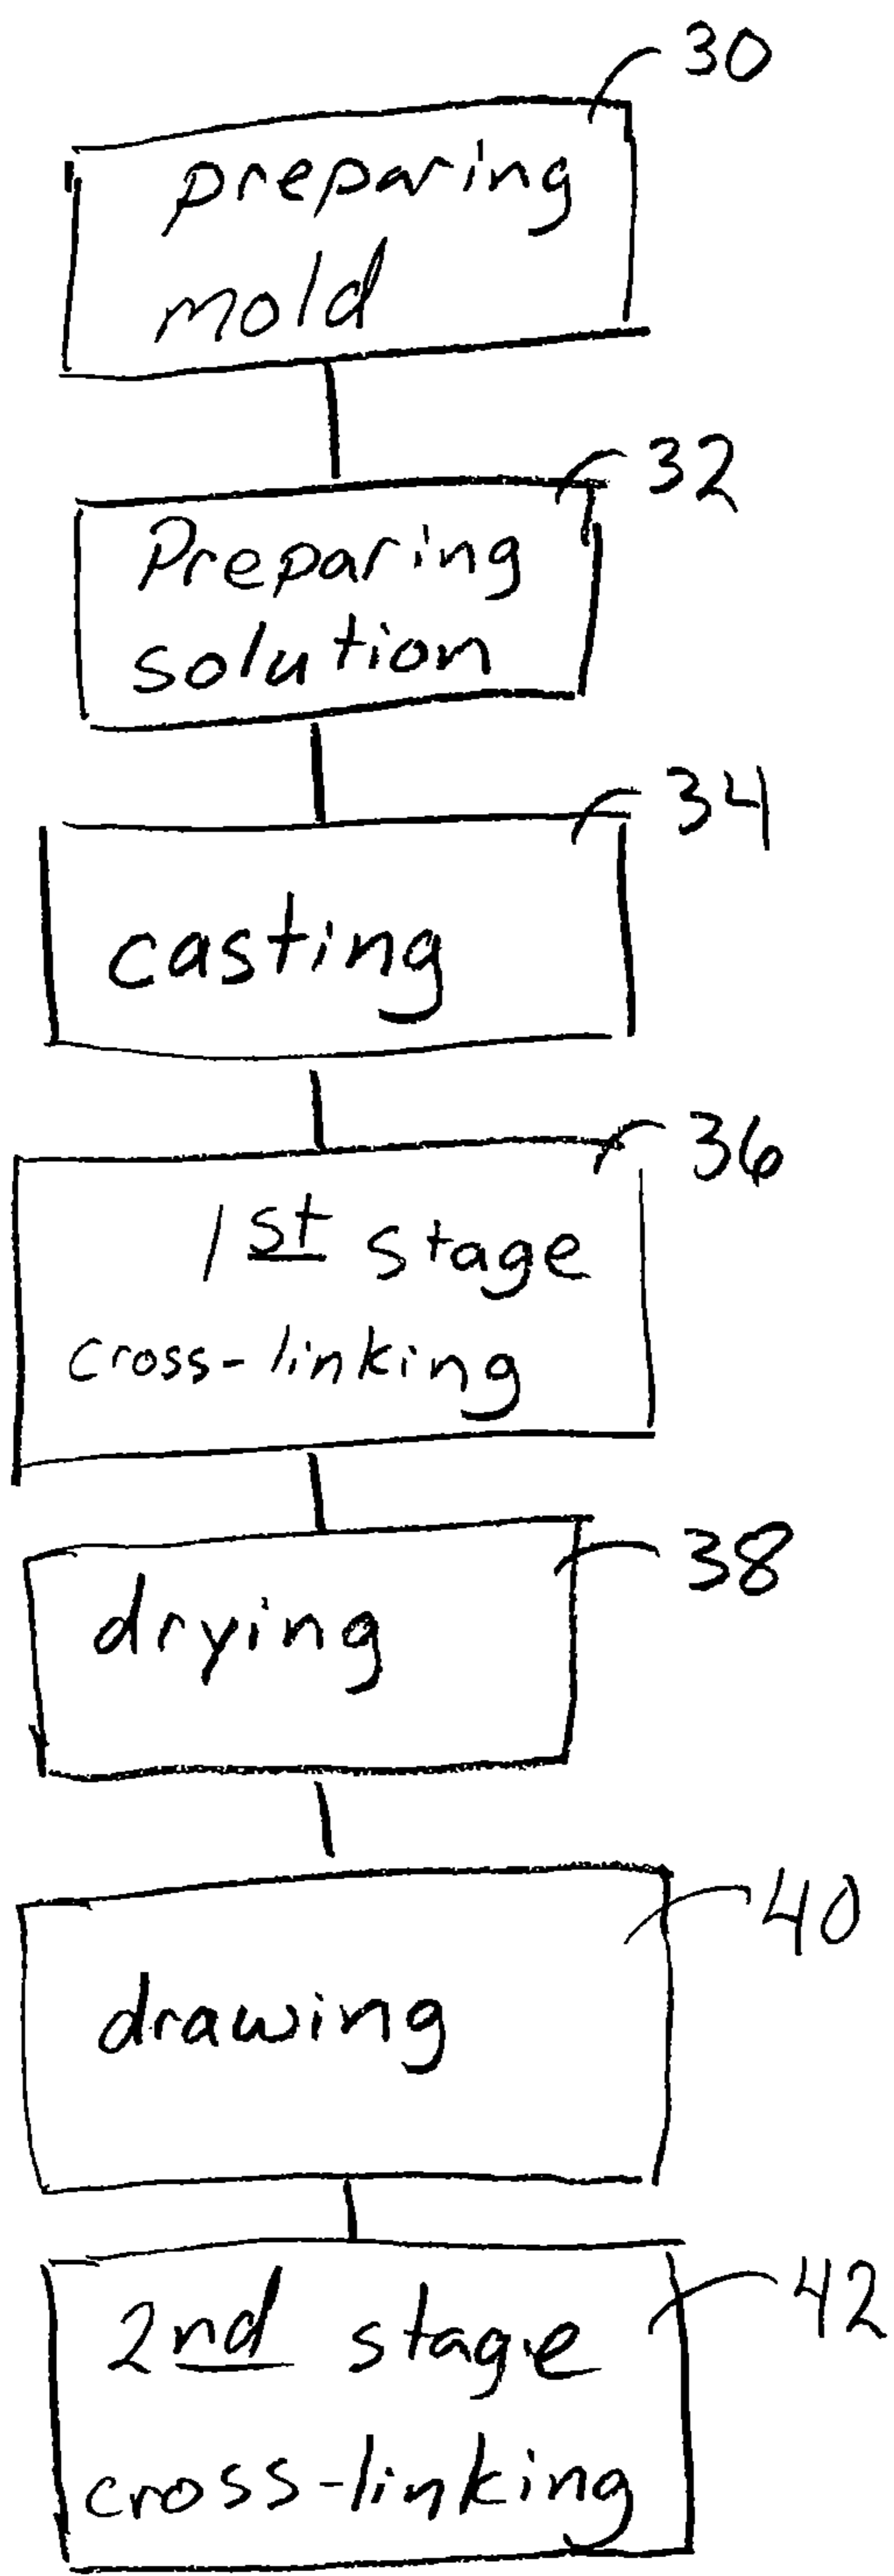 30
preparing
mold
32
Preparing
solution
34
casting
36
1st stage
cross-linking
38
drying
40
drawing
42
2nd stage
cross-linking